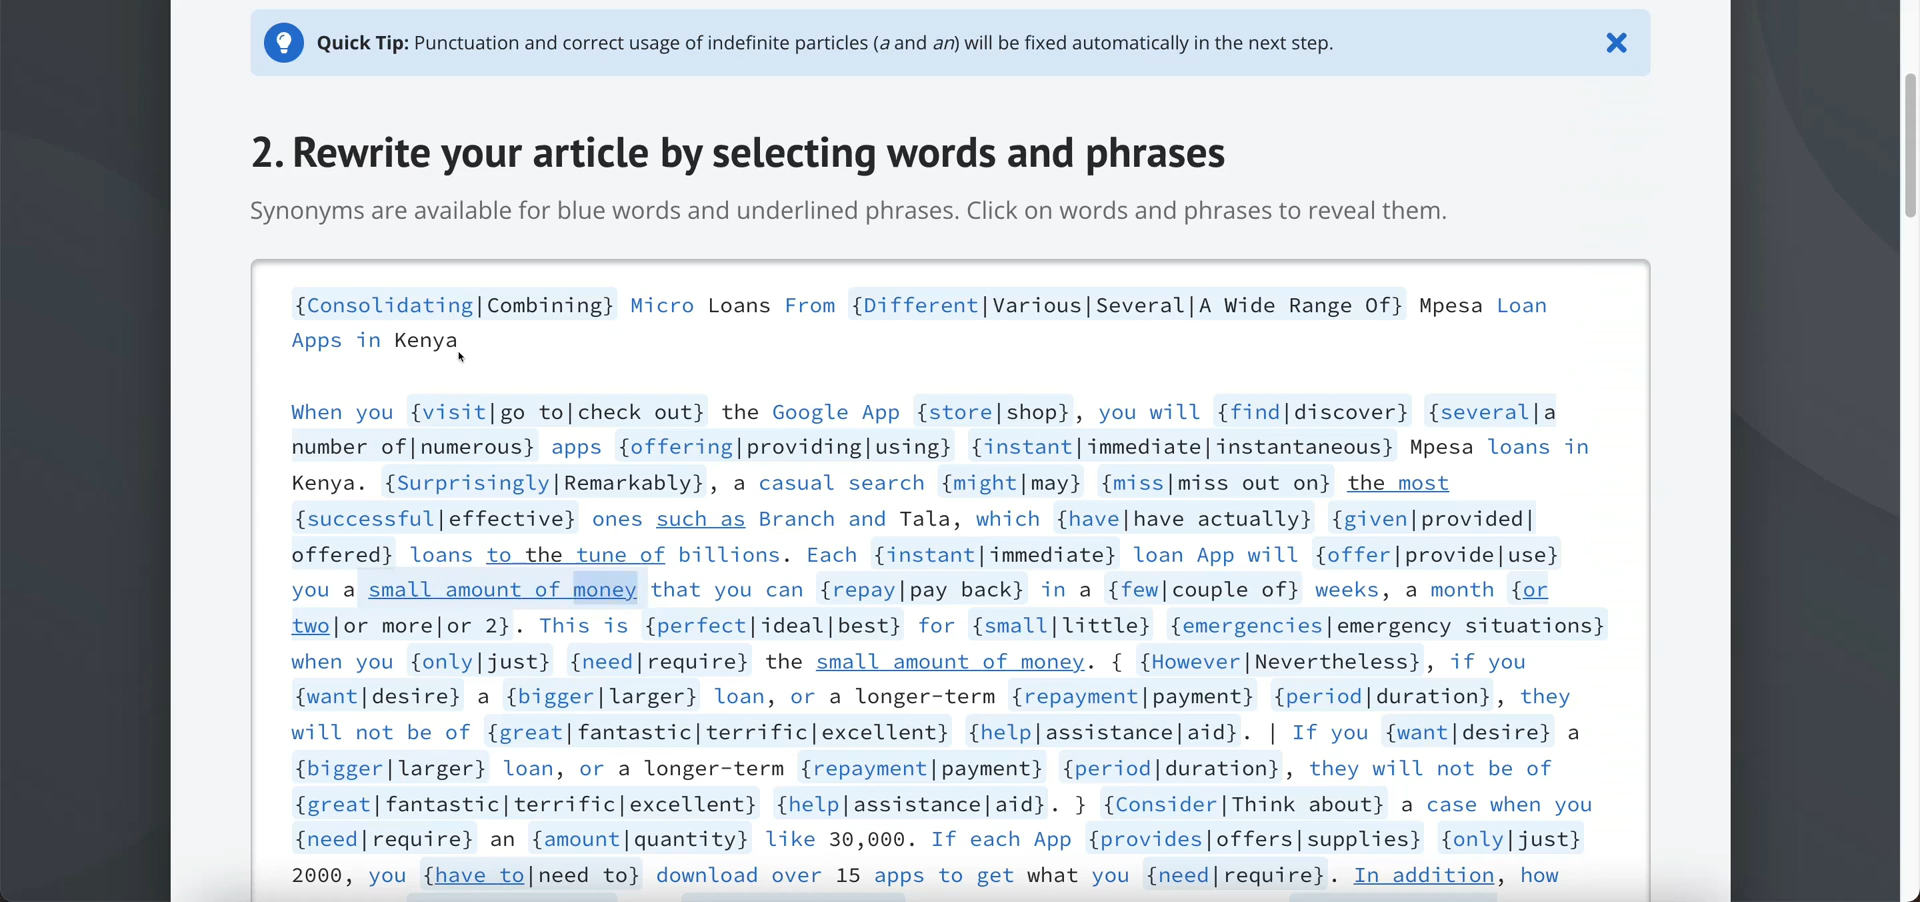 Quick Tip: Punctuation and correct usage of indefinite particles (a and an) will be fixed automatically in the next step.
2. Rewrite your article by selecting words and phrases
Synonyms are available for blue words and underlined phrases. Click on words and phrases to reveal them.
{Consolidating|Combining} Micro Loans From {Different|Various|Several|A Wide Range Of} Mpesa Loan
Apps in Kenya
When you {visit|go to|check out} the Google App {store|shop}, you will {find|discover} {several|a
number of|numerous} apps {offering|providing|using} {instant|immediate|instantaneous} Mpesa loans in
Kenya. {Surprisingly|Remarkably}, a casual search {might|may} {miss|miss out on} the most
{successful|effective} ones such as Branch and Tala, which {have|have actually} {given|provided|
offered} loans to the tune of billions. Each {instant|immediate} loan App will {offer|provide|use}
you a small amount of money that you can {repay|pay back} in a {few|couple of} weeks, a month {or
two|or more|or 2}. This is {perfect|ideal|best} for {small|little} {emergencies|emergency situations}
when you {only|just} {need|require} the small amount of money. { {However|Nevertheless}, if you
{want|desire} a {bigger|larger} loan, or a longer-term {repayment|payment} {period|duration}, they
will not be of {great|fantastic|terrific|excellent} {help|assistance|aid}. | If you {want|desire} a
{bigger|larger} loan, or a longer-term {repayment|payment} {period|duration}, they will not be of
{great|fantastic|terrific|excellent} {help|assistance|aid}. } {Consider|Think about} a case when you
{need|require} an {amount|quantity} like 30,000. If each App {provides|offers|supplies} {only|just}
2000, you {have to|need to} download over 15 apps to get what you {need|require}. In addition, how